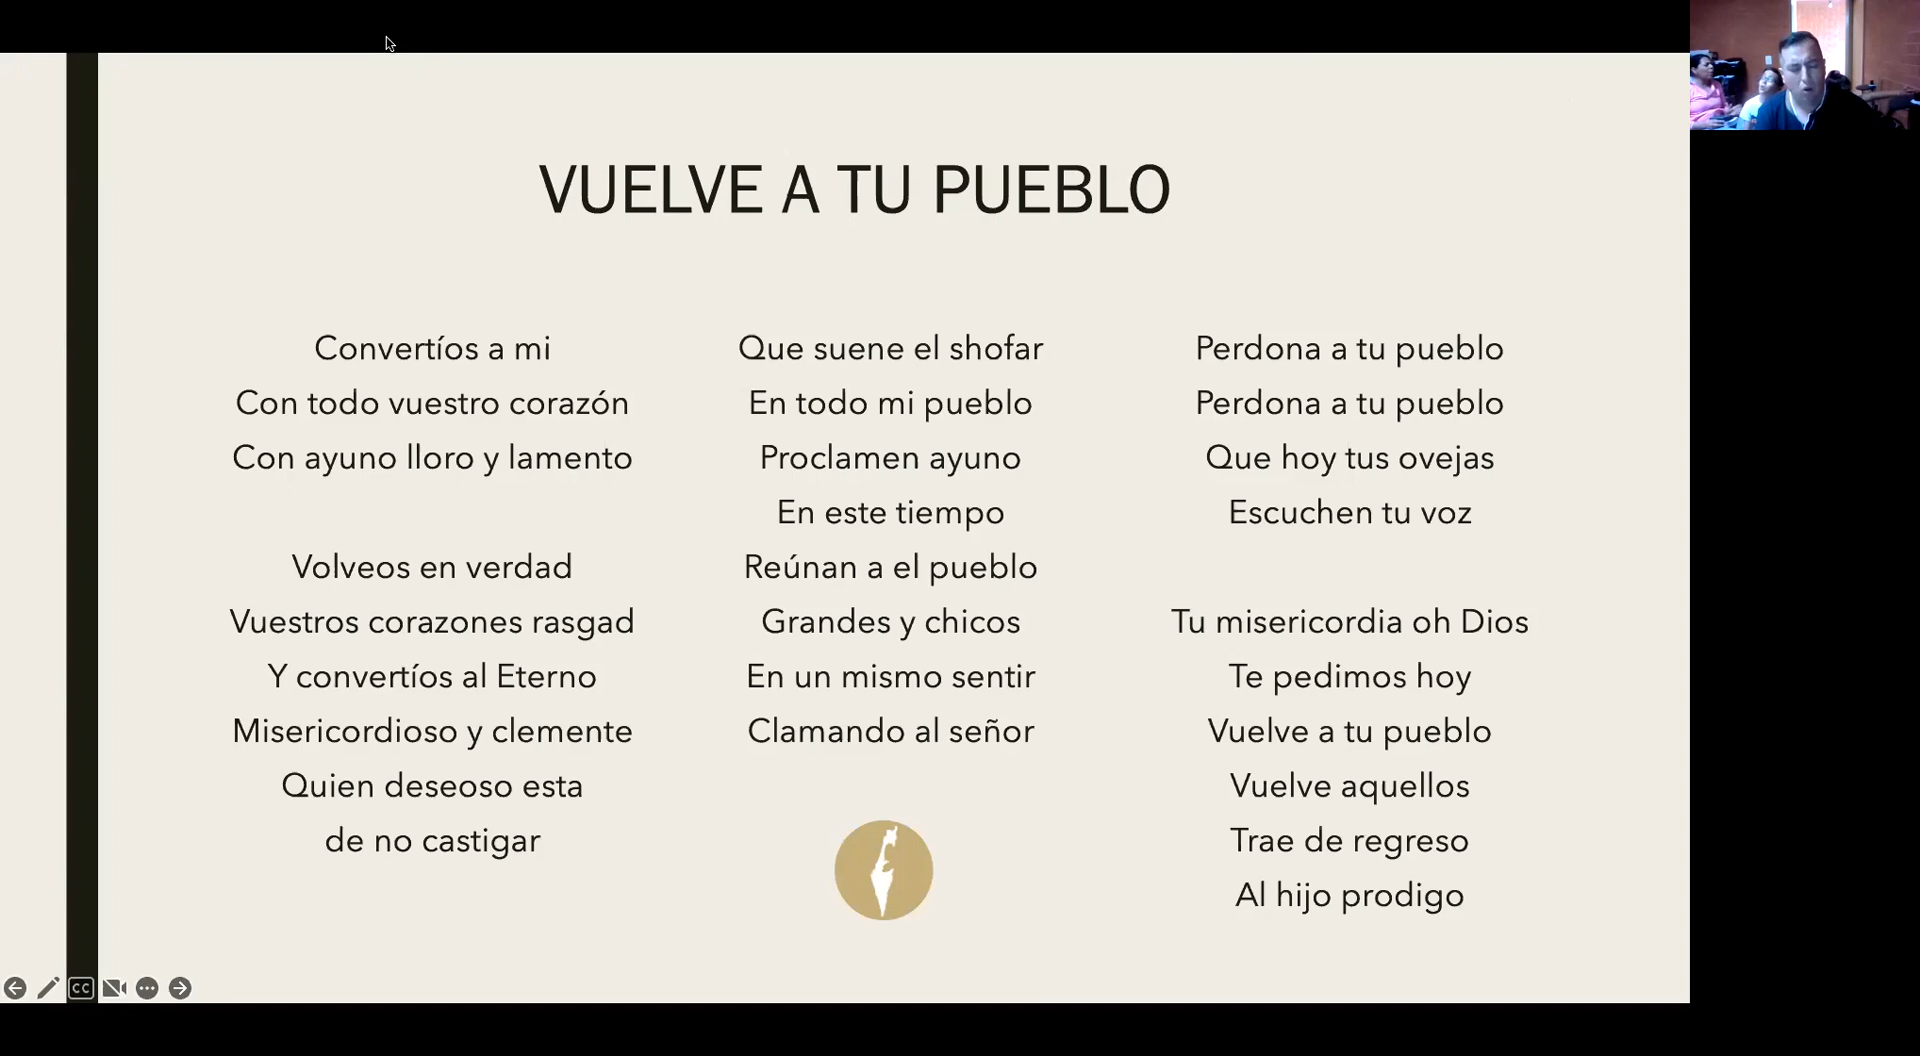 VUELVE A TU PUEBLO
Convertíos a mi
Con todo vuestro corazón
Con ayuno lloro y lamento
Volveos en verdad
Vuestros corazones rasgad
Y convertíos al Eterno
Misericordioso y clemente
Quien deseoso esta
de no castigar
Que suene el shofar
En todo mi pueblo
Proclamen ayuno
En este tiempo
Reúnan a el pueblo
Grandes y chicos
En un mismo sentir
Clamando al señor
Perdona a tu pueblo
Perdona a tu pueblo
Que hoy tus ovejas
Escuchen tu voz
Tu misericordia oh Dios
Te pedimos hoy
Vuelve a tu pueblo
Vuelve aquellos
Trae de regreso
Al hijo prodigo
CC